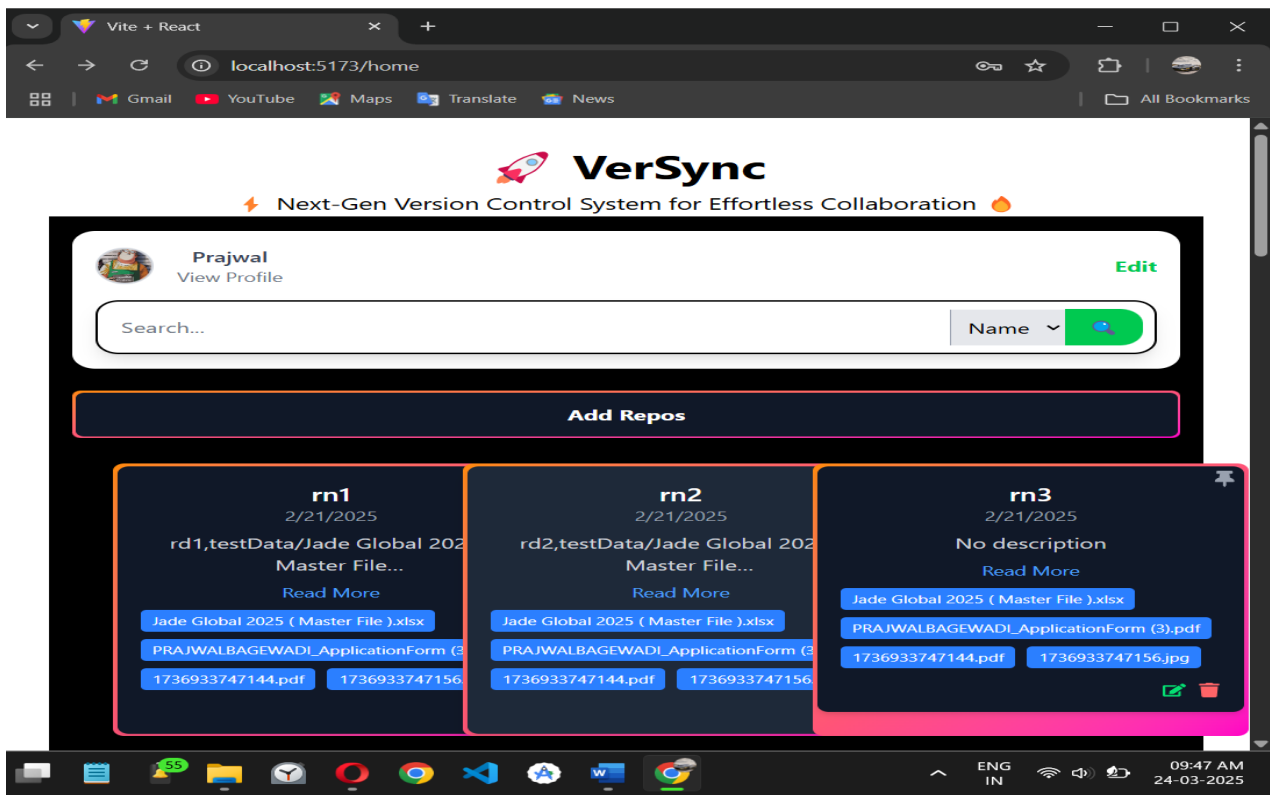 Vite + React
localhost:5173/home
Gmail YouTube Maps Translate News All Bookmarks
VerSync
Next-Gen Version Control System for Effortless Collaboration
Prajwal
View Profile
Edit
Search... Name
Add Repos
rn1
2/21/2025
rd1,testData/Jade Global 202
Master File...
Read More
Jade Global 2025 ( Master File ).xlsx
PRAJWALBAGEWADI_ApplicationForm (3
1736933747144.pdf 1736933747156.
rn2
2/21/2025
rd2,testData/Jade Global 202
Master File...
Read More
Jade Global 2025 ( Master File ).xlsx
PRAJWALBAGEWADI_ApplicationForm (3
1736933747144.pdf 1736933747156.
rn3
2/21/2025
No description
Read More
Jade Global 2025 ( Master File ).xlsx
PRAJWALBAGEWADI_ApplicationForm (3).pdf
1736933747144.pdf 1736933747156.jpg
55
ENG
IN
09:47 AM
24-03-2025